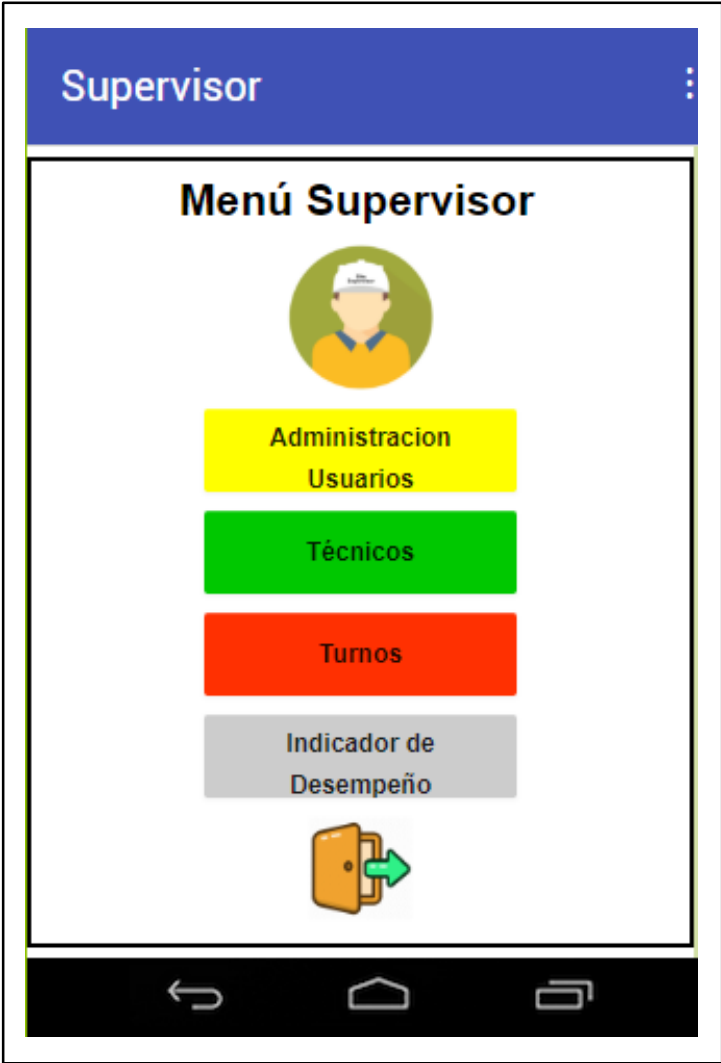 Supervisor
Menú Supervisor
Administracion
Usuarios
Técnicos
Turnos
Indicador de
Desempeño